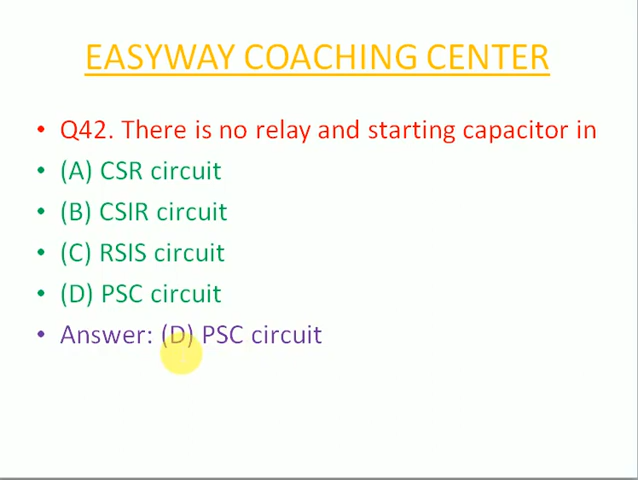 EASYWAY COACHING CENTER
• Q42. There is no relay and starting capacitor in
• (A) CSR circuit
• (B) CSIR circuit
• (C) RSIS circuit
• (D) PSC circuit
• Answer: (D) PSC circuit